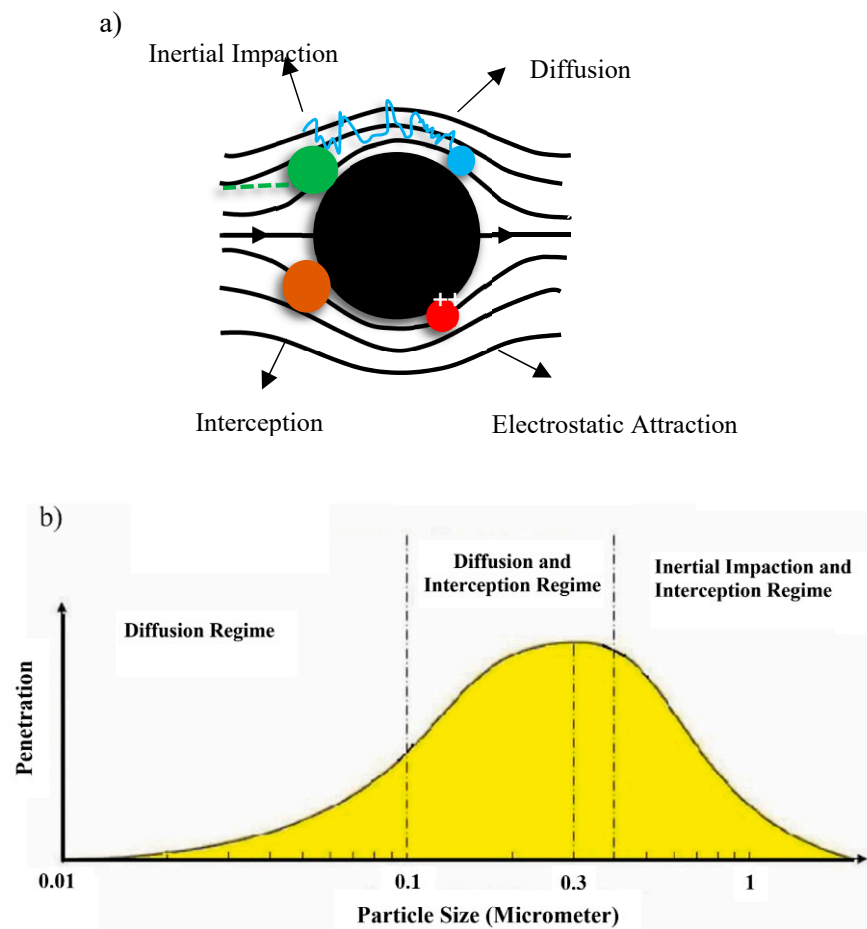 a)
Inertial Impaction
Diffusion
++
Interception
Electrostatic Attraction
b)
Diffusion and
Interception Regime
Inertial Impaction and
Interception Regime
Diffusion Regime
Penetration
0.01
0.1
0.3
1
Particle Size (Micrometer)